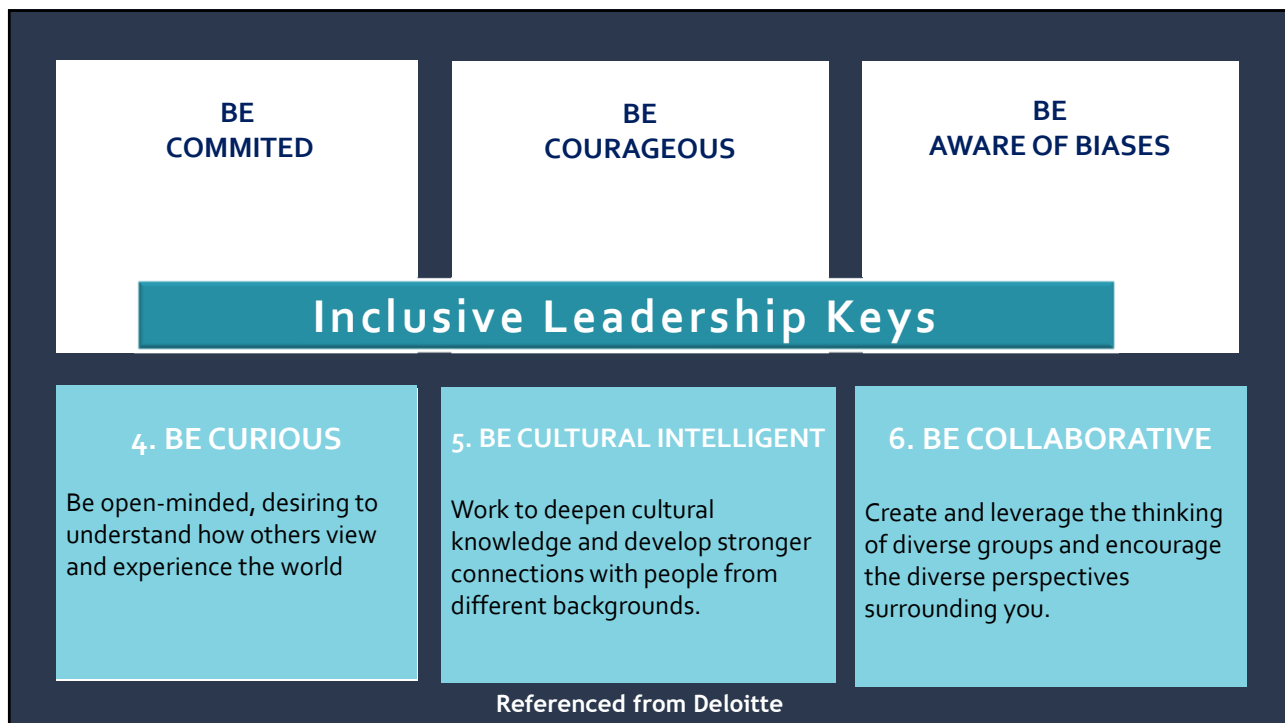 BE
COMMITED
BE
COURAGEOUS
BE
AWARE OF BIASES
Inclusive Leadership Keys
4. BE CURIOUS
Be open-minded, desiring to
understand how others view
and experience the world
5. BE CULTURAL INTELLIGENT
Work to deepen cultural
knowledge and develop stronger
connections with people from
different backgrounds.
6. BE COLLABORATIVE
Create and leverage the thinking
of diverse groups and encourage
the diverse perspectives
surrounding you.
Referenced from Deloitte